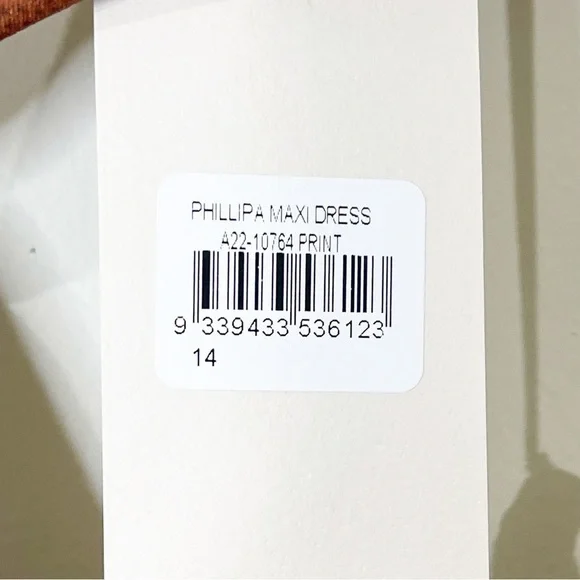 PHILLIPA MAXI DRESS
A22-10764 PRINT
9 339433 536123
14